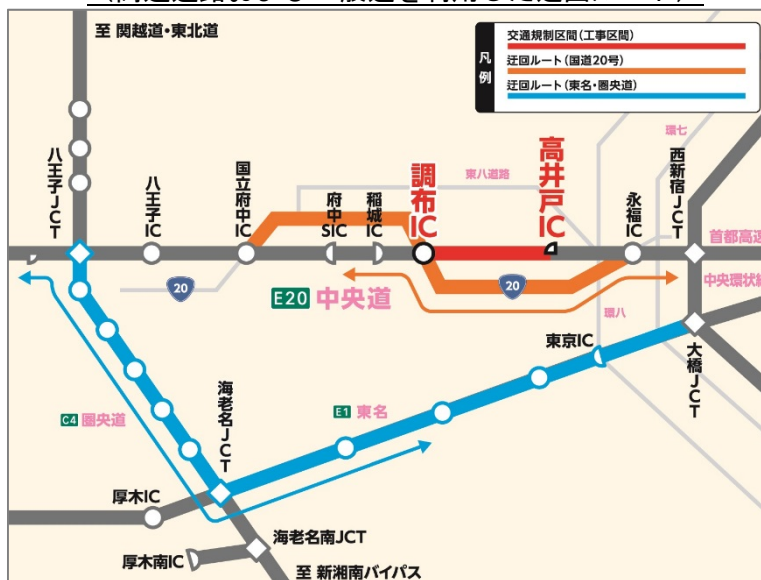 至 関越道・東北道
凡例
交通規制区間(工事区間)
迂回ルート(国道20号)
迂回ルート(東名・圏央道)
環七
八王子JCT
八王子IC
国立府中IC
府中SIC
稲城IC
調布IC
東八道路
高井戸IC
永福IC
西新宿JCT
首都高速
20
E20 中央道
20
中央環状線
環八
東京IC
大橋JCT
海老名JCT
C4 圏央道
E1 東名
厚木IC
海老名南JCT
厚木南IC
至 新湘南バイパス